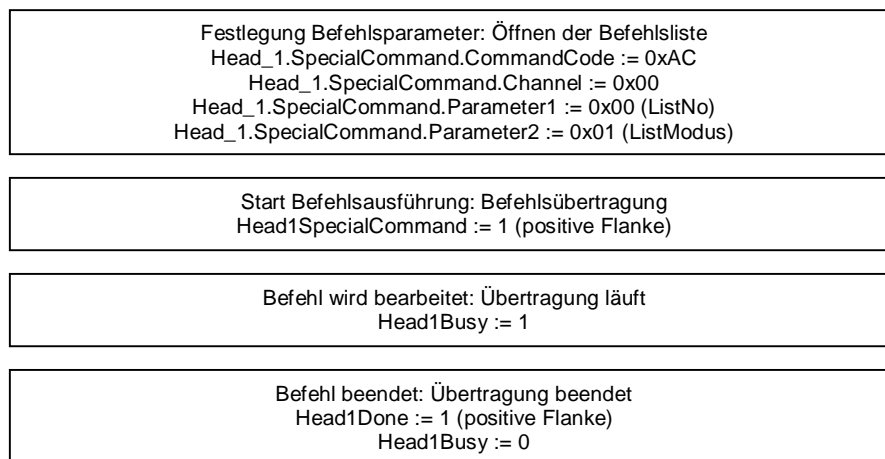 Festlegung Befehlsparameter: Öffnen der Befehlsliste
Head_1.SpecialCommand.CommandCode := 0xAC
Head_1.SpecialCommand.Channel := 0x00
Head_1.SpecialCommand.Parameter1 := 0x00 (ListNo)
Head_1.SpecialCommand.Parameter2 := 0x01 (ListModus)
Start Befehlsausführung: Befehlsübertragung
Head1SpecialCommand := 1 (positive Flanke)
Befehl wird bearbeitet: Übertragung läuft
Head1Busy := 1
Befehl beendet: Übertragung beendet
Head1Done := 1 (positive Flanke)
Head1Busy := 0